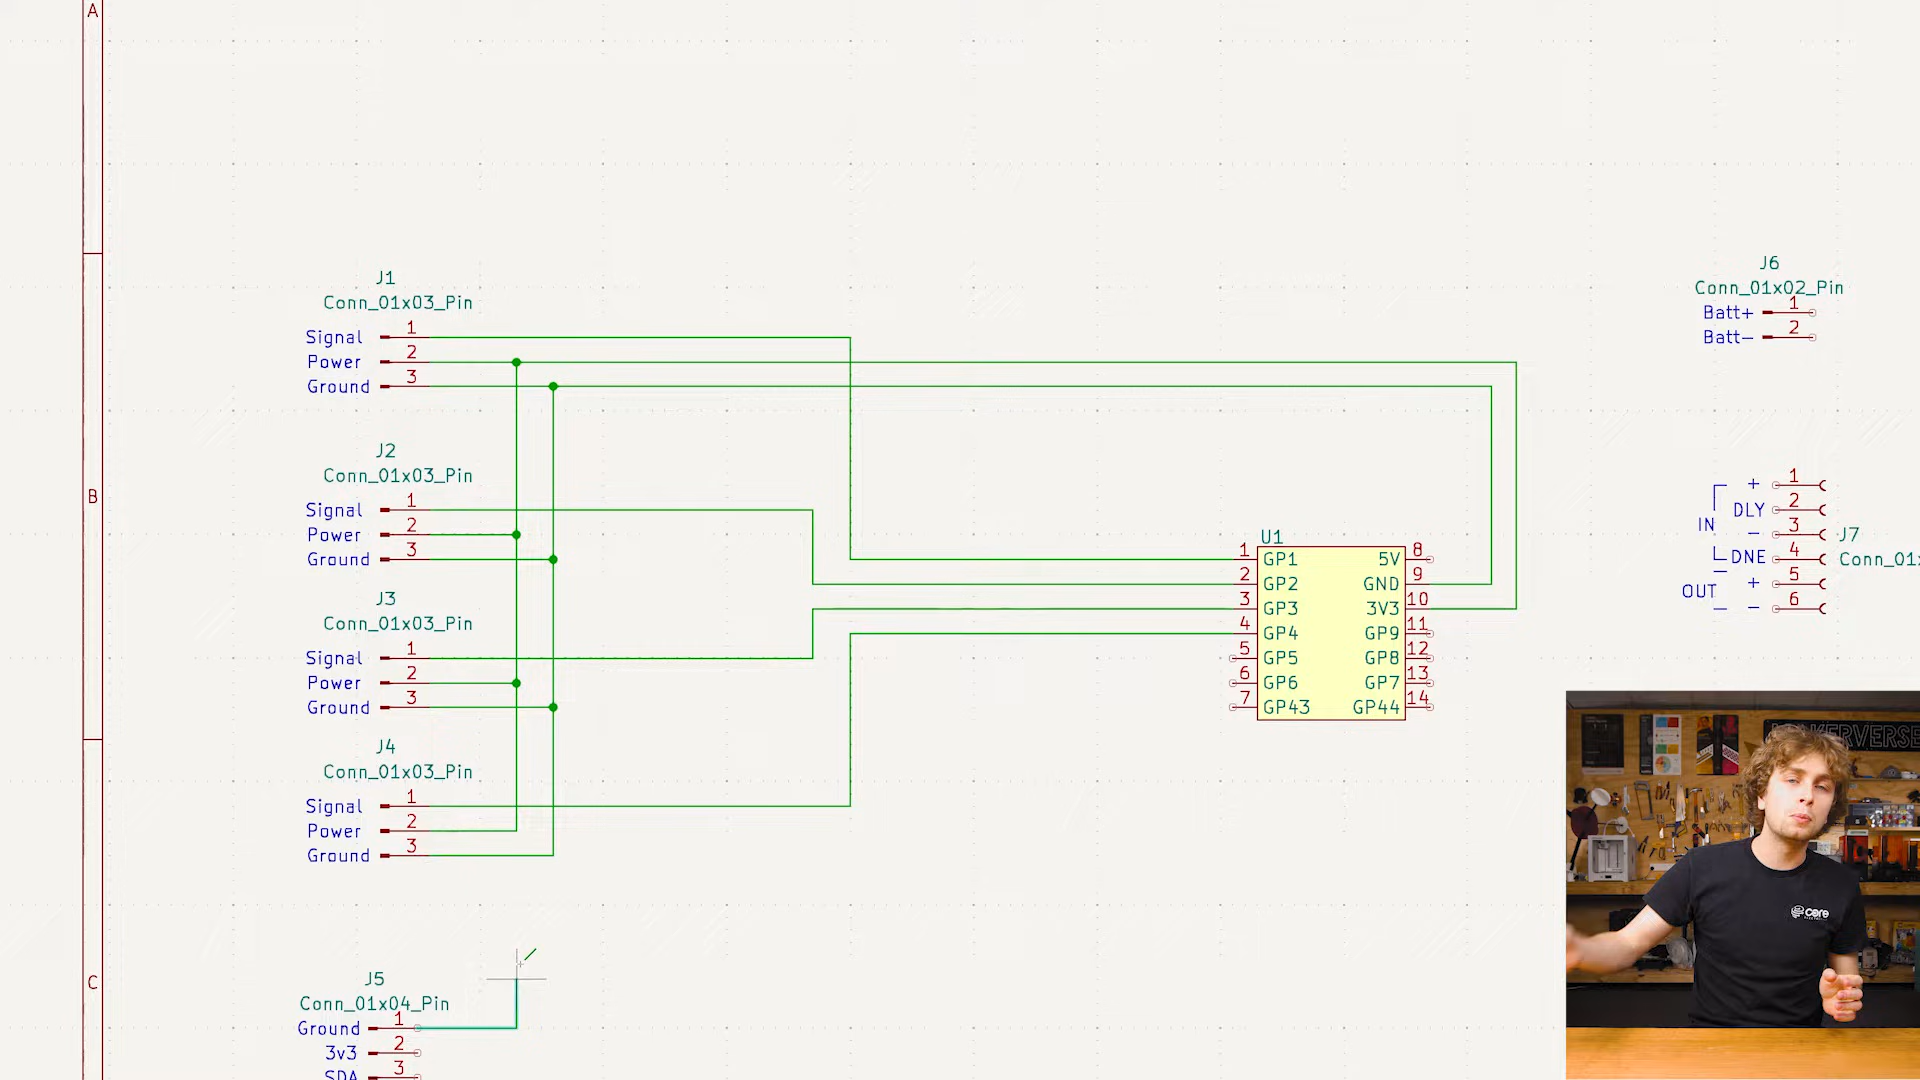 A
B
C
J1
Conn_01x03_Pin
Signal 1
Power 2
Ground 3
J2
Conn_01x03_Pin
Signal 1
Power 2
Ground 3
J3
Conn_01x03_Pin
Signal 1
Power 2
Ground 3
J4
Conn_01x03_Pin
Signal 1
Power 2
Ground 3
J5
Conn_01x04_Pin
Ground 1
3v3 2
SDA 3
U1
1 GP1 5V 8
2 GP2 GND 9
3 GP3 3V3 10
4 GP4 GP9 11
5 GP5 GP8 12
6 GP6 GP7 13
7 GP43 GP44 14
J6
Conn_01x02_Pin
Batt+ 1
Batt- 2
+ 1
DLY 2
IN
- 3
J7
DNE 4
Conn_01x
+ 5
OUT
- 6
core